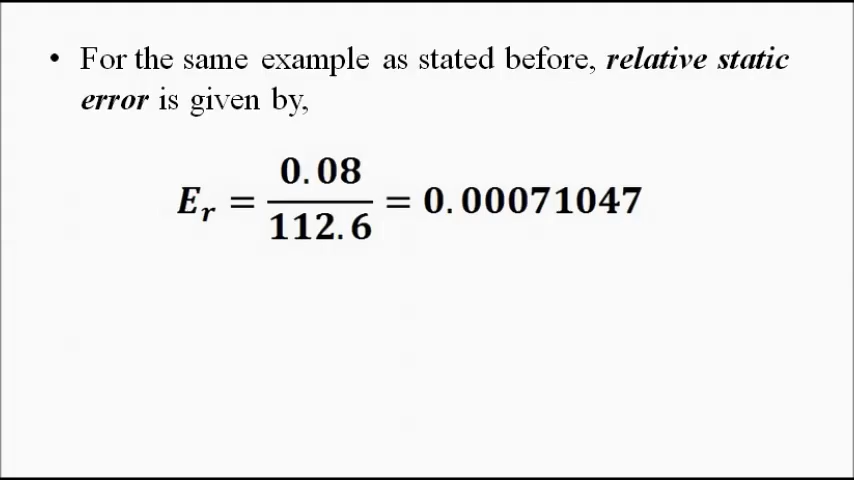 • For the same example as stated before, relative static
error is given by,
E_r = 0.08/112.6 = 0.00071047